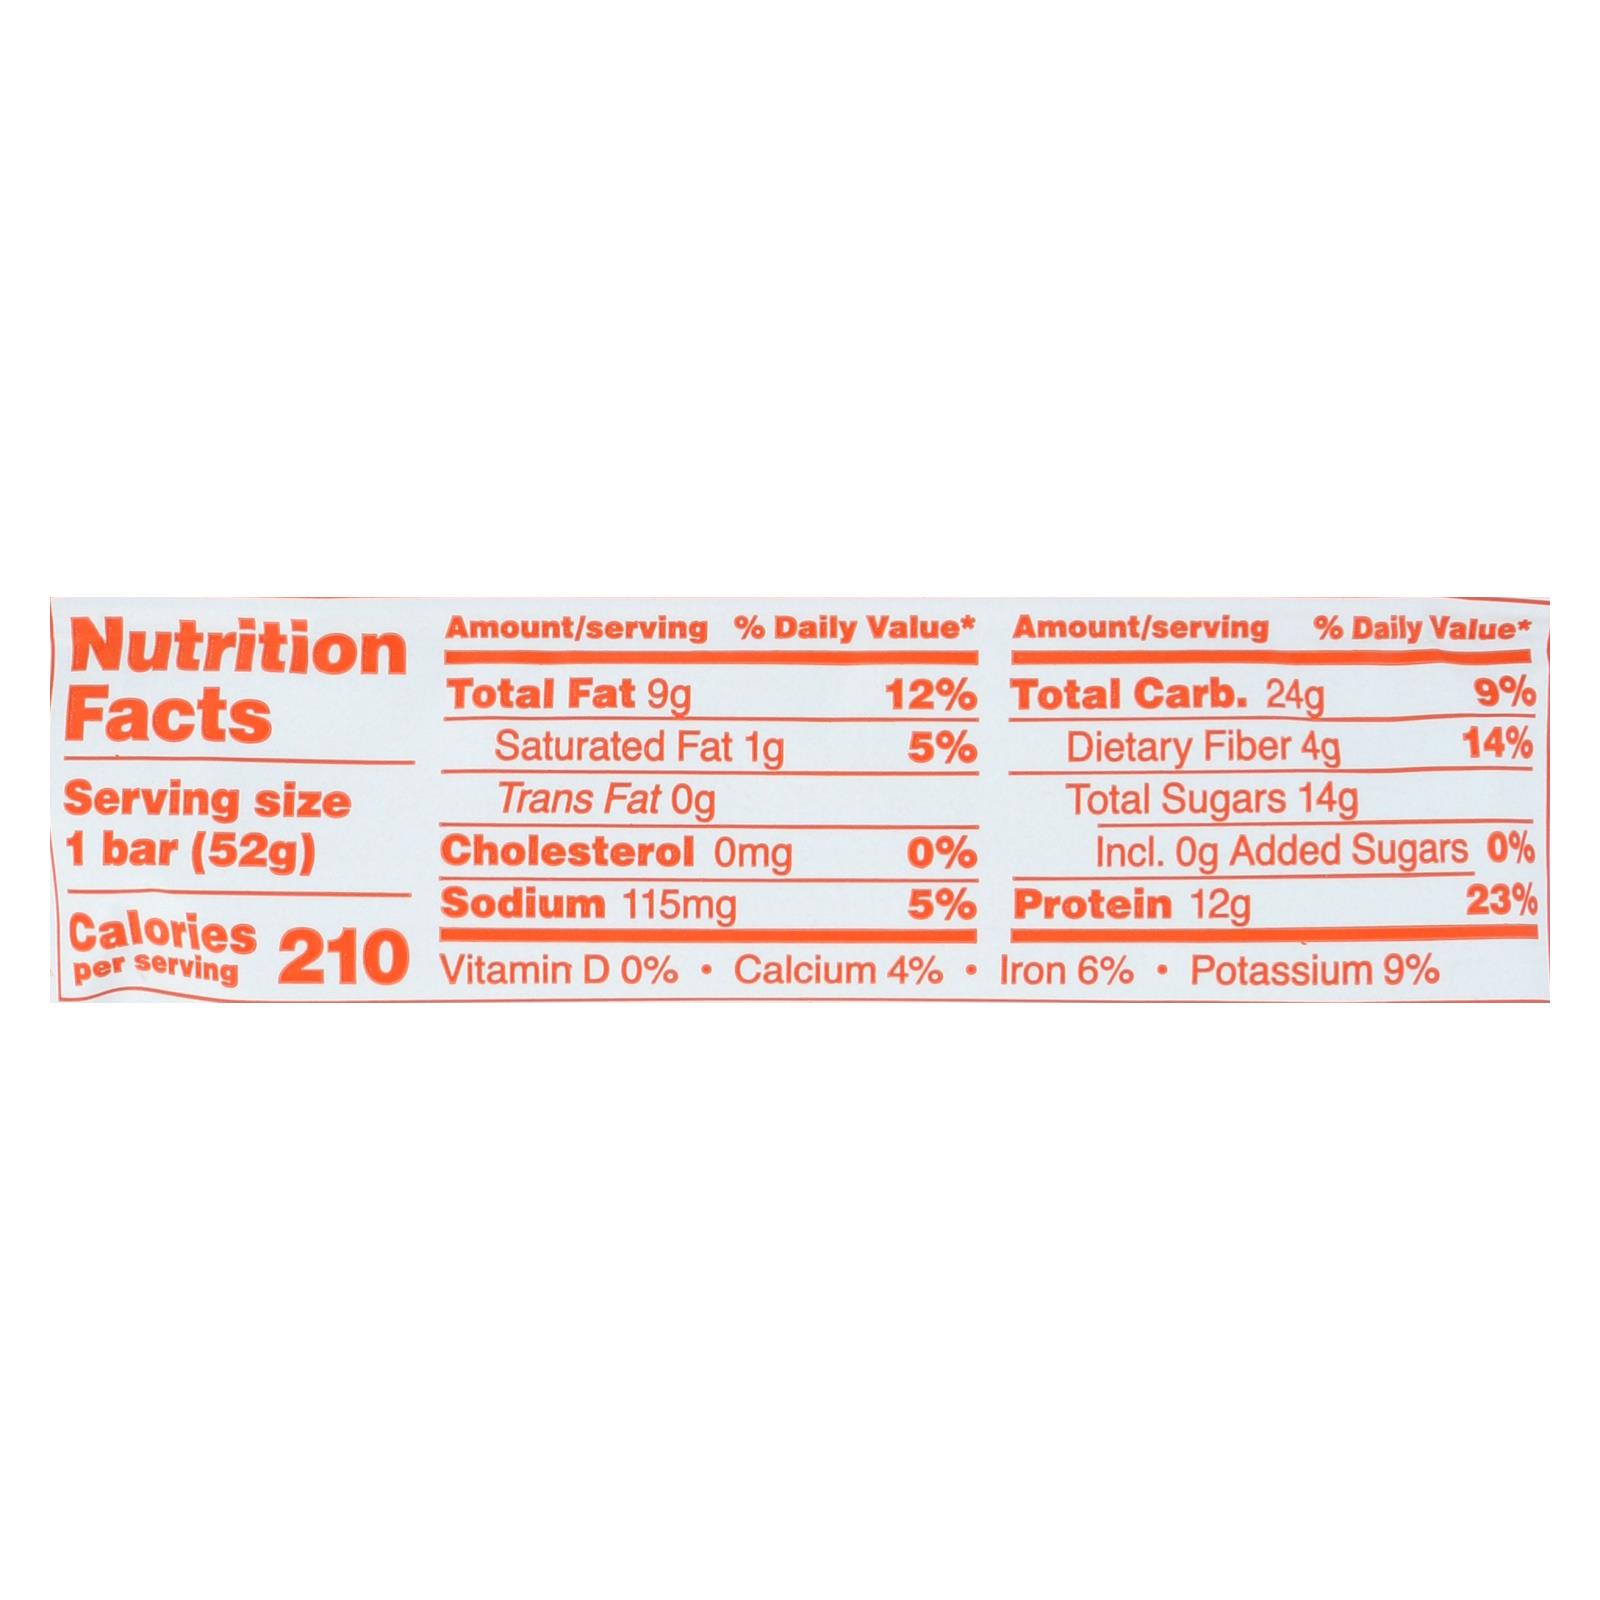 Nutrition
Facts
Serving size
1 bar (52g)
Calories
per serving 210
Amount/serving % Daily Value*
Total Fat 9g 12%
Saturated Fat 1g 5%
Trans Fat 0g
Cholesterol 0mg 0%
Sodium 115mg 5%
Amount/serving % Daily Value*
Total Carb. 24g 9%
Dietary Fiber 4g 14%
Total Sugars 14g
Incl. 0g Added Sugars 0%
Protein 12g 23%
Vitamin D 0% • Calcium 4% • Iron 6% • Potassium 9%